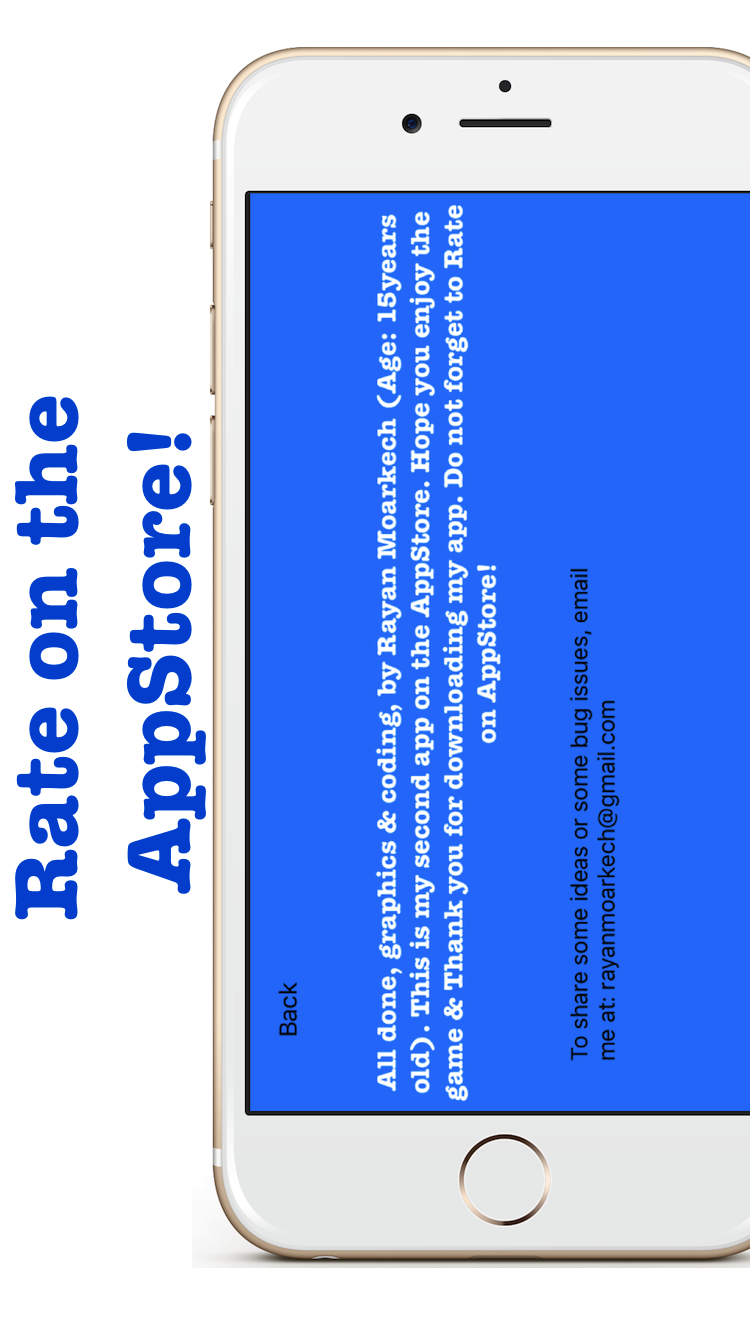 Rate on the
AppStore!
Back
All done, graphics & coding, by Rayan Moarkech (Age: 15years
old). This is my second app on the AppStore. Hope you enjoy the
game & Thank you for downloading my app. Do not forget to Rate
on AppStore!
To share some ideas or some bug issues, email
me at: rayanmoarkech@gmail.com